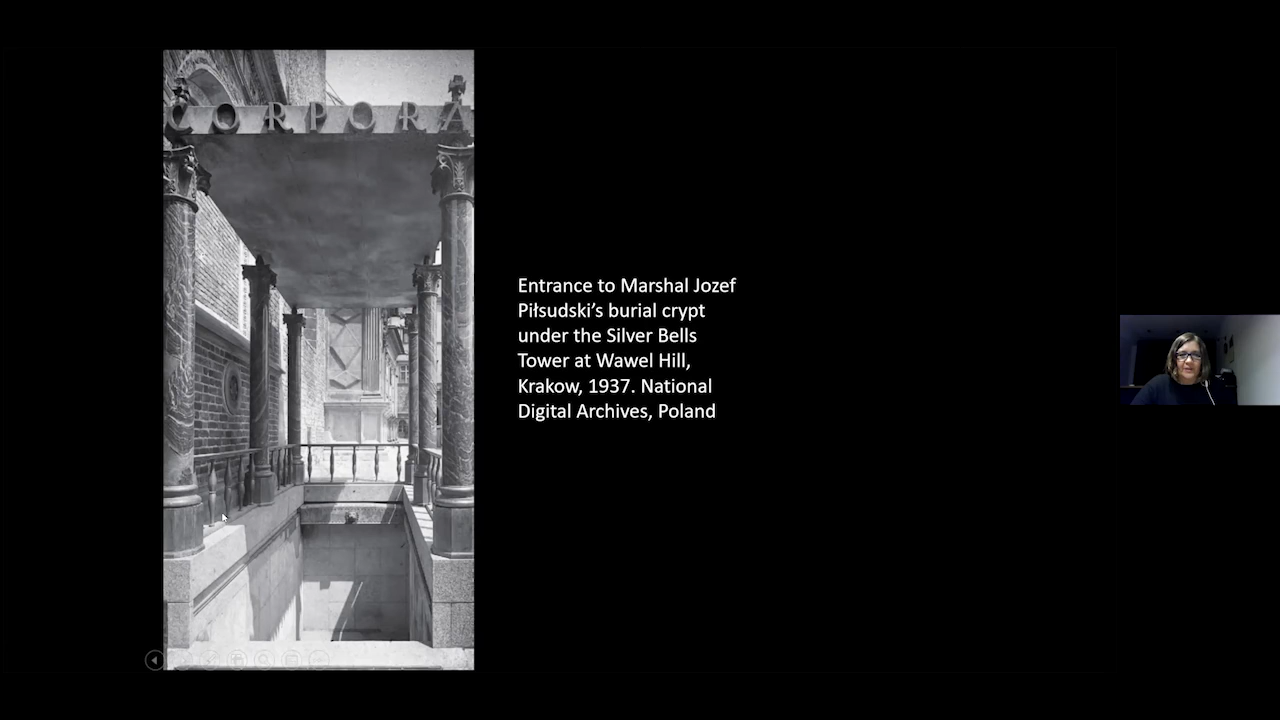 CORPORA
Entrance to Marshal Jozef
Piłsudski’s burial crypt
under the Silver Bells
Tower at Wawel Hill,
Krakow, 1937. National
Digital Archives, Poland